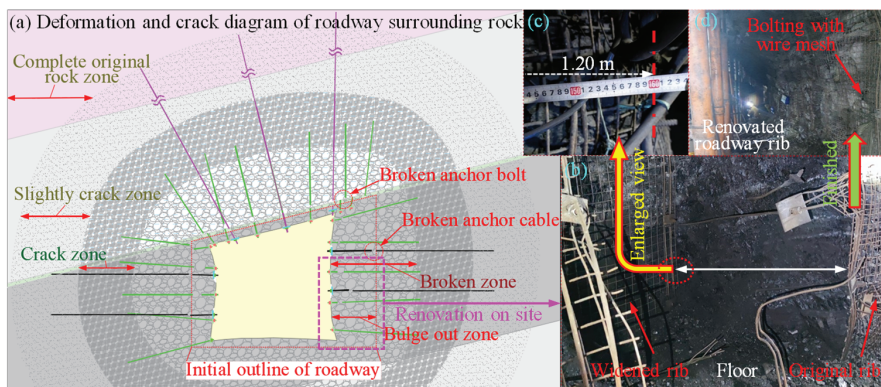 (a) Deformation and crack diagram of roadway surrounding rock
Complete original
rock zone
Slightly crack zone
Crack zone
Broken anchor bolt
Broken anchor cable
Broken zone
Renovation on site
Bulge out zone
Initial outline of roadway
(c)
1.20 m
(d)
Bolting with
wire mesh
Renovated
roadway rib
(b)
Enlarged view
Finished
Widened rib
Floor
Original rib